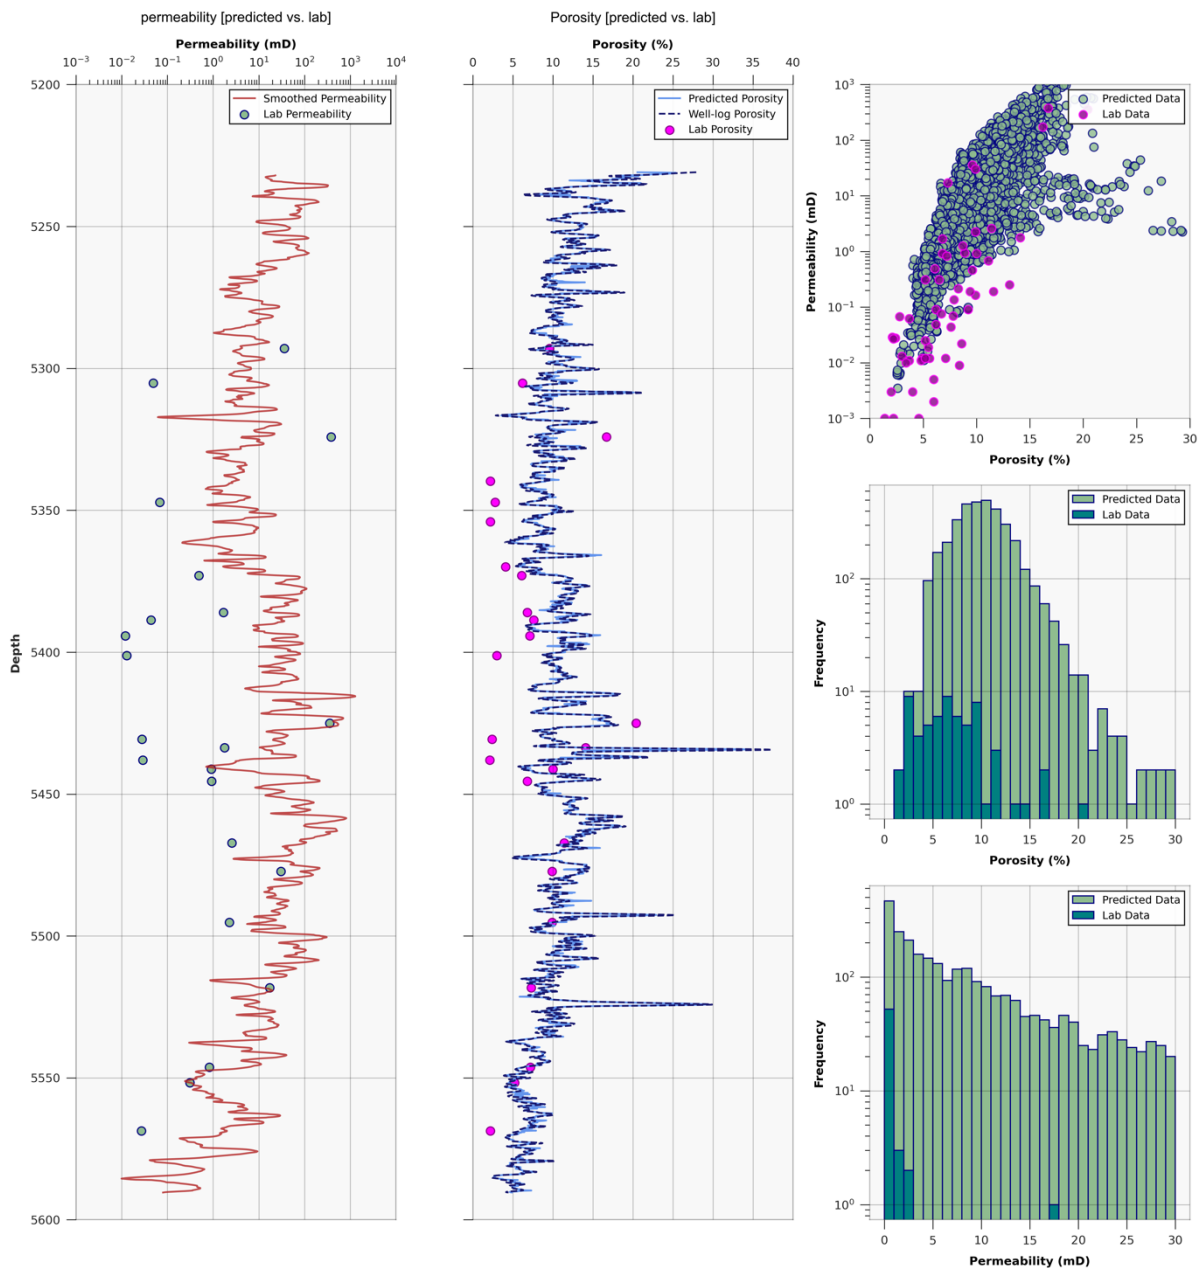 permeability [predicted vs. lab]
Permeability (mD)
10⁻³ 10⁻² 10⁻¹ 10⁰ 10¹ 10² 10³ 10⁴
Smoothed Permeability
Lab Permeability
5200
5250
5300
5350
5400
5450
5500
5550
5600
Depth
Porosity [predicted vs. lab]
Porosity (%)
0 5 10 15 20 25 30 35 40
Predicted Porosity
Well-log Porosity
Lab Porosity
10³
10²
10¹
10⁰
10⁻¹
10⁻²
10⁻³
Permeability (mD)
Predicted Data
Lab Data
0 5 10 15 20 25 30
Porosity (%)
10²
10¹
10⁰
Frequency
Predicted Data
Lab Data
0 5 10 15 20 25 30
Porosity (%)
10²
10¹
10⁰
Frequency
Predicted Data
Lab Data
0 5 10 15 20 25 30
Permeability (mD)